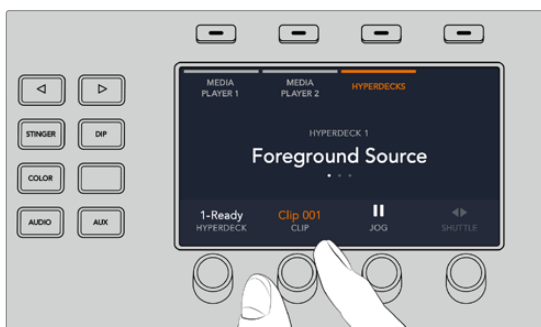 MEDIA
PLAYER 1
MEDIA
PLAYER 2
HYPERDECKS
STINGER
DIP
HYPERDECK 1
Foreground Source
COLOR
AUDIO
AUX
1-Ready
HYPERDECK
Clip 001
CLIP
JOG
SHUTTLE